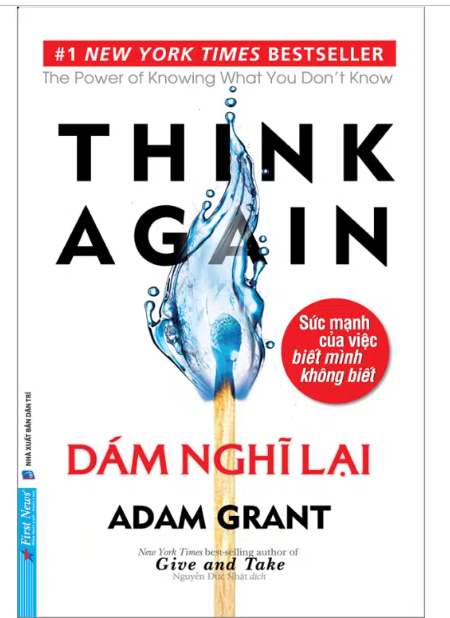 #1 NEW YORK TIMES BESTSELLER
The Power of Knowing What You Don't Know
THINK
AGAIN
Sức mạnh
của việc
biết mình
không biết
NHÀ XUẤT BẢN DÂN TRÍ
First News
DÁM NGHĨ LẠI
ADAM GRANT
New York Times best-selling author of
Give and Take
Nguyễn Đức Nhật dịch